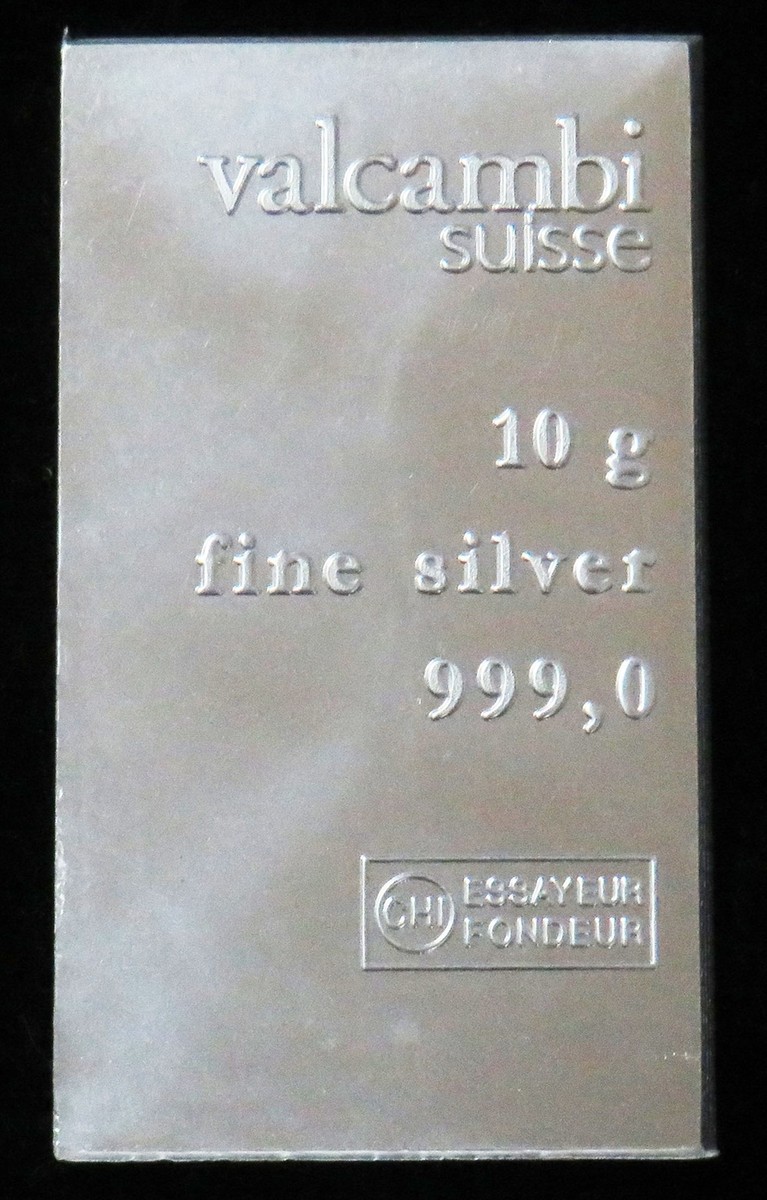 valcambi
suisse
10 g
fine silver
999,0
CHI ESSAYEUR
FONDEUR